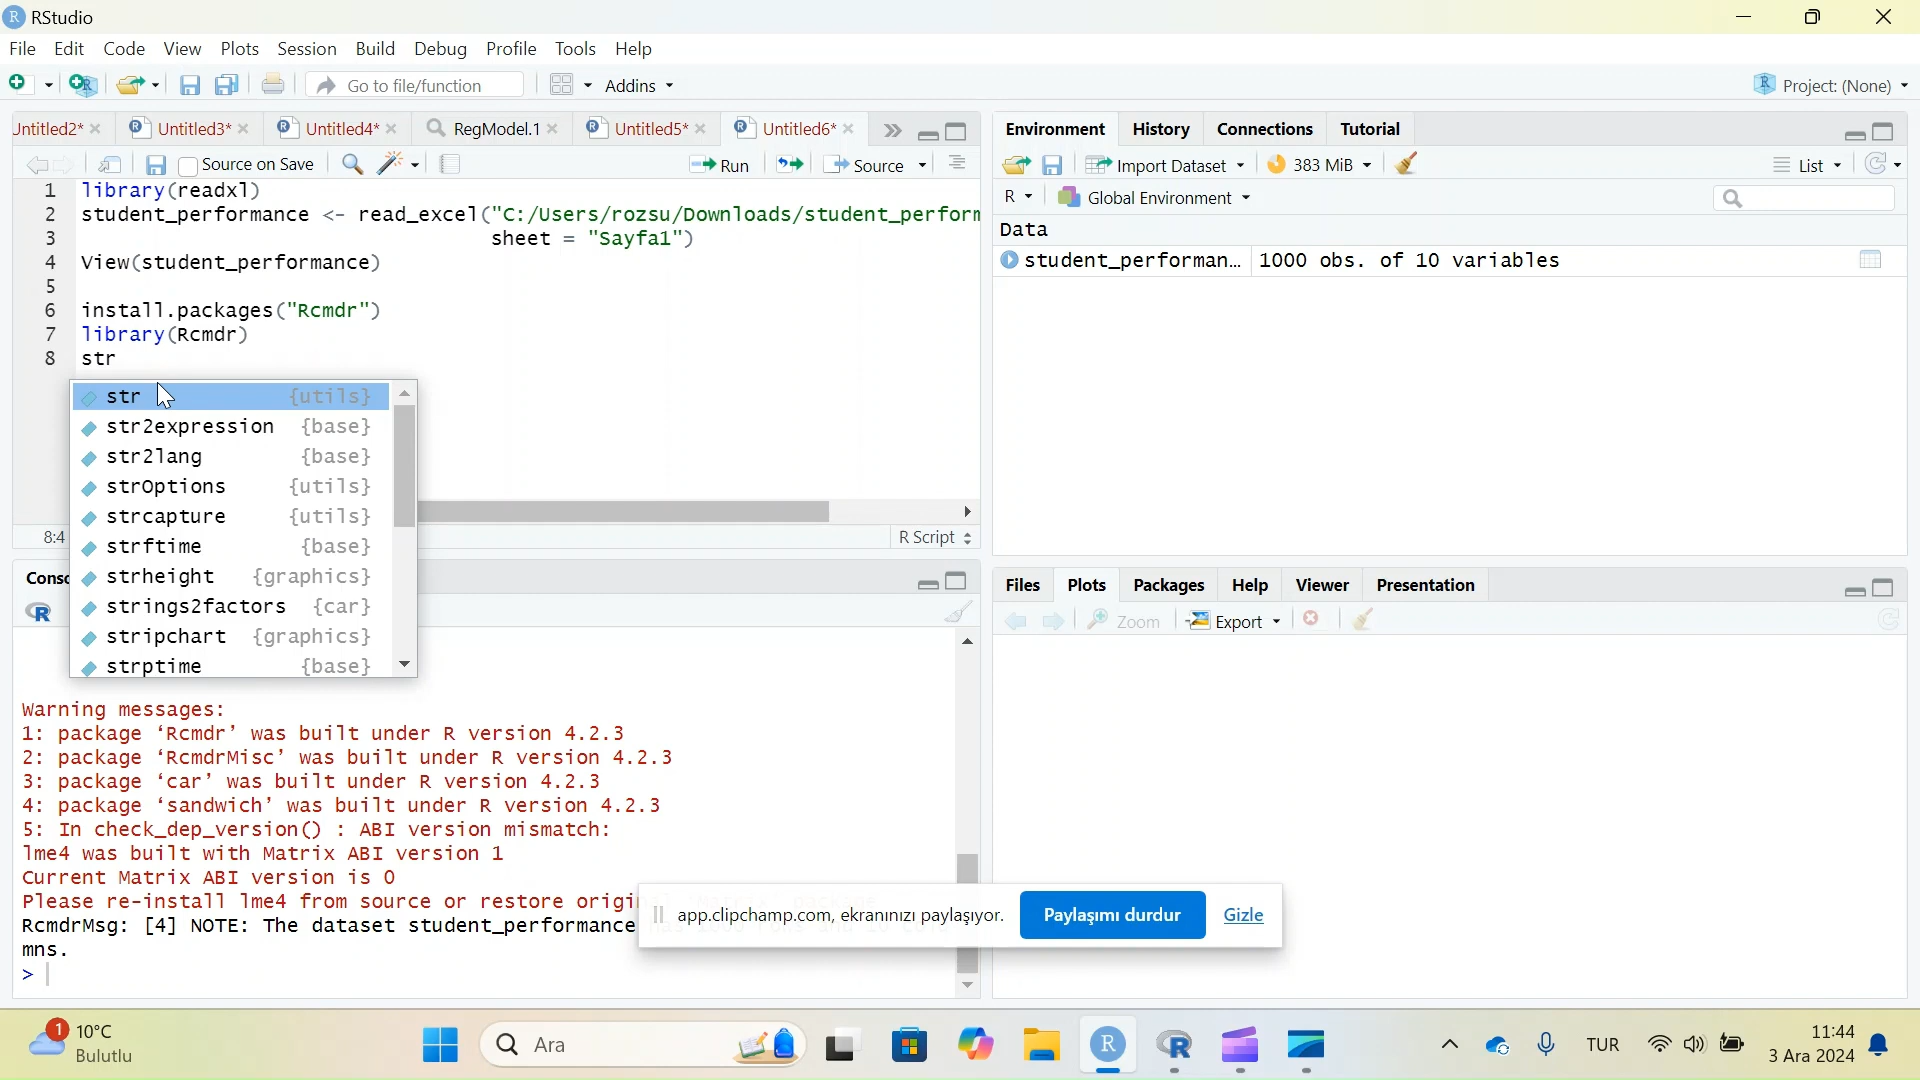 RStudio
File Edit Code View Plots Session Build Debug Profile Tools Help
Go to file/function Addins Project: (None)
Untitled2* Untitled3* Untitled4* RegModel.1 Untitled5* Untitled6*
Source on Save Run Source
1 library(readxl)
2 student_performance <- read_excel("C:/Users/rozsu/Downloads/student_perform
3 sheet = "Sayfa1")
4 View(student_performance)
5
6 install.packages("Rcmdr")
7 library(Rcmdr)
8 str
str {utils}
str2expression {base}
str2lang {base}
strOptions {utils}
strcapture {utils}
strftime {base}
strheight {graphics}
strings2factors {car}
stripchart {graphics}
strptime {base}
8:4 R Script
Conso
Warning messages:
1: package ‘Rcmdr’ was built under R version 4.2.3
2: package ‘RcmdrMisc’ was built under R version 4.2.3
3: package ‘car’ was built under R version 4.2.3
4: package ‘sandwich’ was built under R version 4.2.3
5: In check_dep_version() : ABI version mismatch:
lme4 was built with Matrix ABI version 1
Current Matrix ABI version is 0
Please re-install lme4 from source or restore origi
RcmdrMsg: [4] NOTE: The dataset student_performance
mns.
>
Environment History Connections Tutorial
Import Dataset 383 MiB List
R Global Environment
Data
student_performan... 1000 obs. of 10 variables
Files Plots Packages Help Viewer Presentation
Zoom Export
app.clipchamp.com, ekranınızı paylaşıyor. Paylaşımı durdur Gizle
1 10°C
Bulutlu
Ara
TUR
11:44
3 Ara 2024